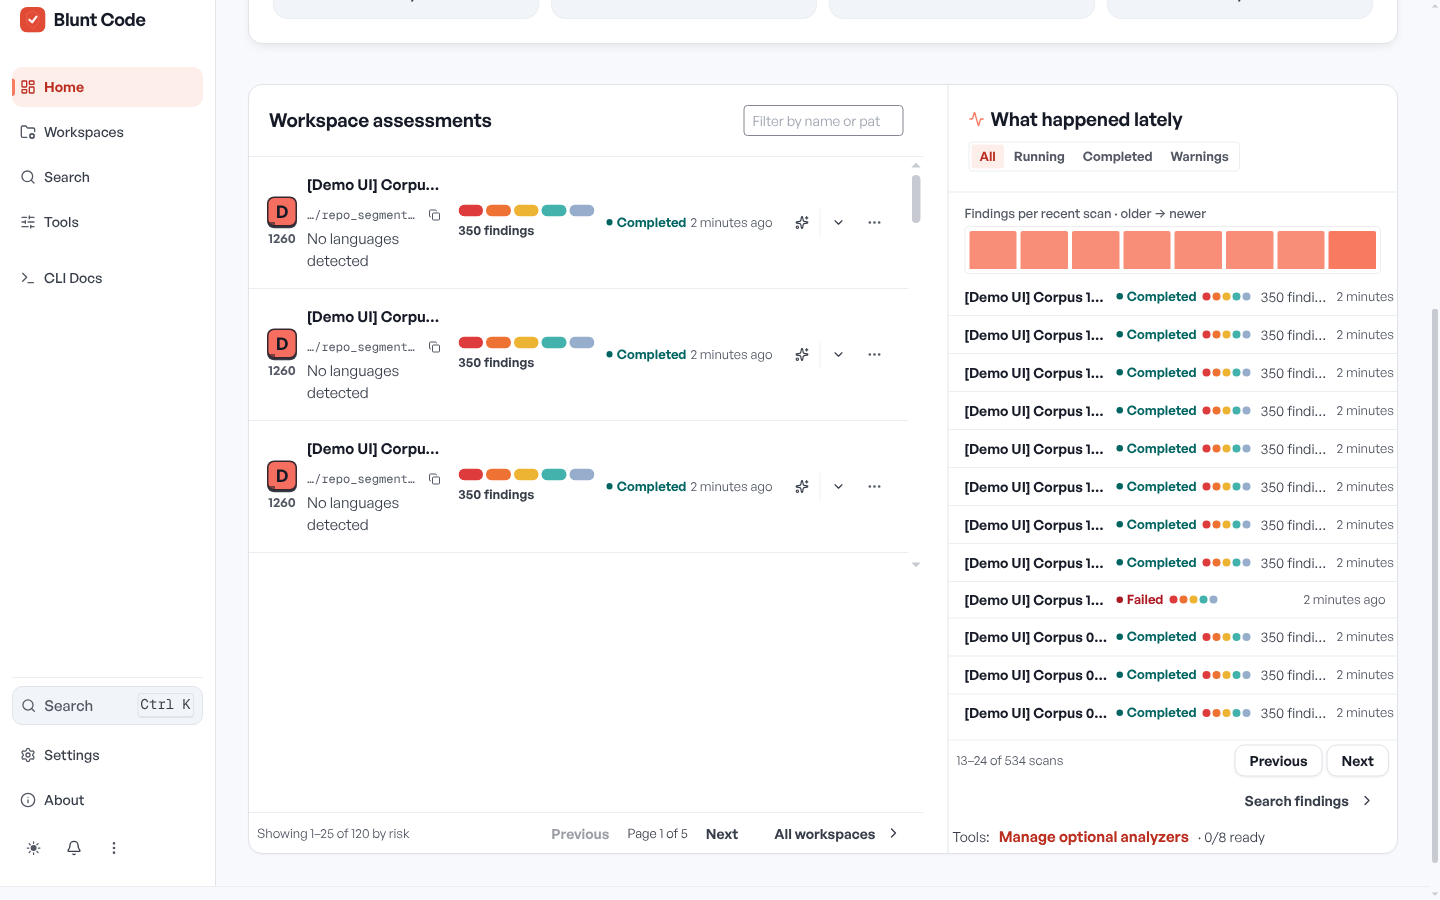 Blunt Code
Home
Workspaces
Search
Tools
CLI Docs
Search Ctrl K
Settings
About
Workspace assessments
Filter by name or pat
[Demo UI] Corpu...
D
…/repo_segment…
1260
No languages
detected
350 findings
Completed 2 minutes ago
[Demo UI] Corpu...
D
…/repo_segment…
1260
No languages
detected
350 findings
Completed 2 minutes ago
[Demo UI] Corpu...
D
…/repo_segment…
1260
No languages
detected
350 findings
Completed 2 minutes ago
Showing 1–25 of 120 by risk
Previous Page 1 of 5 Next
All workspaces
What happened lately
All Running Completed Warnings
Findings per recent scan · older → newer
[Demo UI] Corpus 1... Completed 350 findi... 2 minutes
[Demo UI] Corpus 1... Completed 350 findi... 2 minutes
[Demo UI] Corpus 1... Completed 350 findi... 2 minutes
[Demo UI] Corpus 1... Completed 350 findi... 2 minutes
[Demo UI] Corpus 1... Completed 350 findi... 2 minutes
[Demo UI] Corpus 1... Completed 350 findi... 2 minutes
[Demo UI] Corpus 1... Completed 350 findi... 2 minutes
[Demo UI] Corpus 1... Completed 350 findi... 2 minutes
[Demo UI] Corpus 1... Failed 2 minutes ago
[Demo UI] Corpus 0... Completed 350 findi... 2 minutes
[Demo UI] Corpus 0... Completed 350 findi... 2 minutes
[Demo UI] Corpus 0... Completed 350 findi... 2 minutes
13–24 of 534 scans
Previous Next
Search findings
Tools: Manage optional analyzers · 0/8 ready